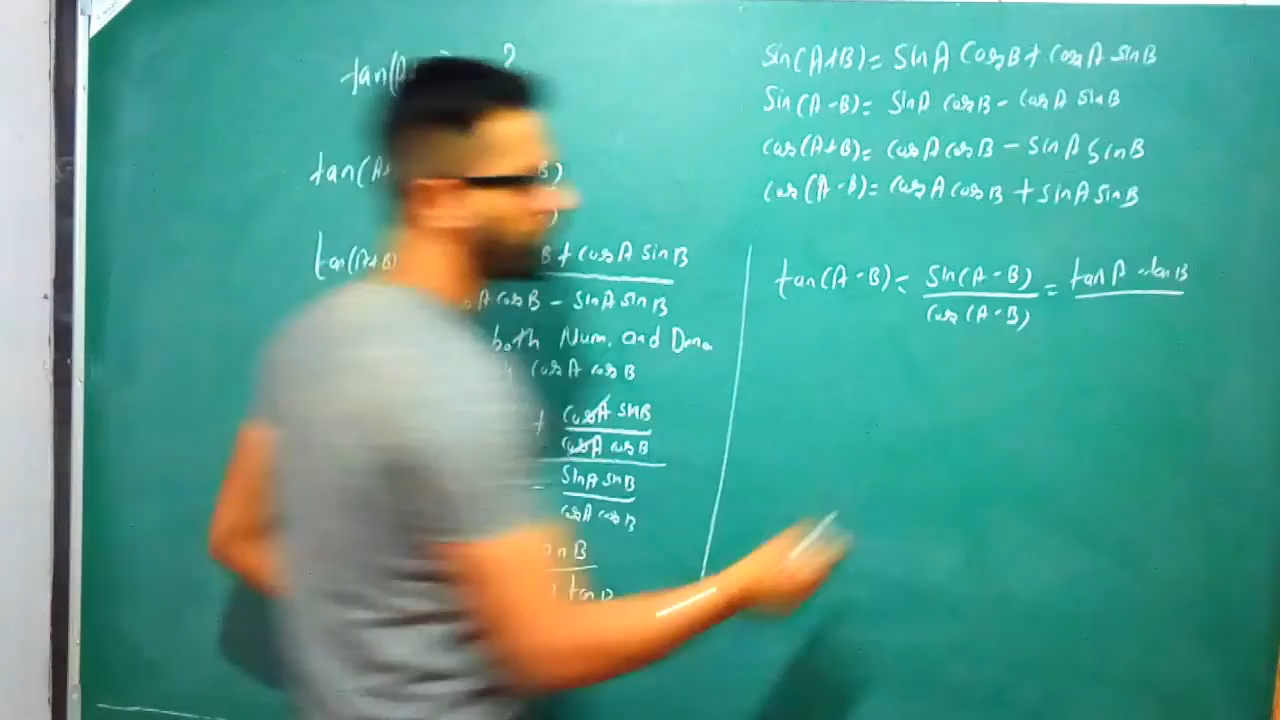 tan(A ?
tan(A B)
)
tan(A+B) B + cosA sinB
A cosB - sinA sinB
both Num. and Deno
cosA cosB
+ cosA sinB
cosA cosB
- sinA sinB
cosA cosB
B
tan B
sin(A+B)= sinA cosB + cosA sinB
sin(A-B)= sinA cosB - cosA sinB
cos(A+B)= cosA cosB - sinA sinB
cos(A-B)= cosA cosB + sinA sinB
tan(A-B)= sin(A-B) = tanA - tanB
cos(A-B)